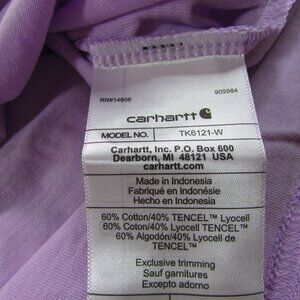 RN#14806 909984
carhartt
MODEL NO. TK6121-W
Carhartt, Inc. P.O. Box 600
Dearborn, MI 48121 USA
carhartt.com
Made in Indonesia
Fabriqué en Indonésie
Hecho en Indonesia
60% Cotton/40% TENCEL™ Lyocell
60% Coton/40% TENCEL™ Lyocell
60% Algodón/40% Lyocell de
TENCEL™
Exclusive trimming
Sauf garnitures
Excepto adorno